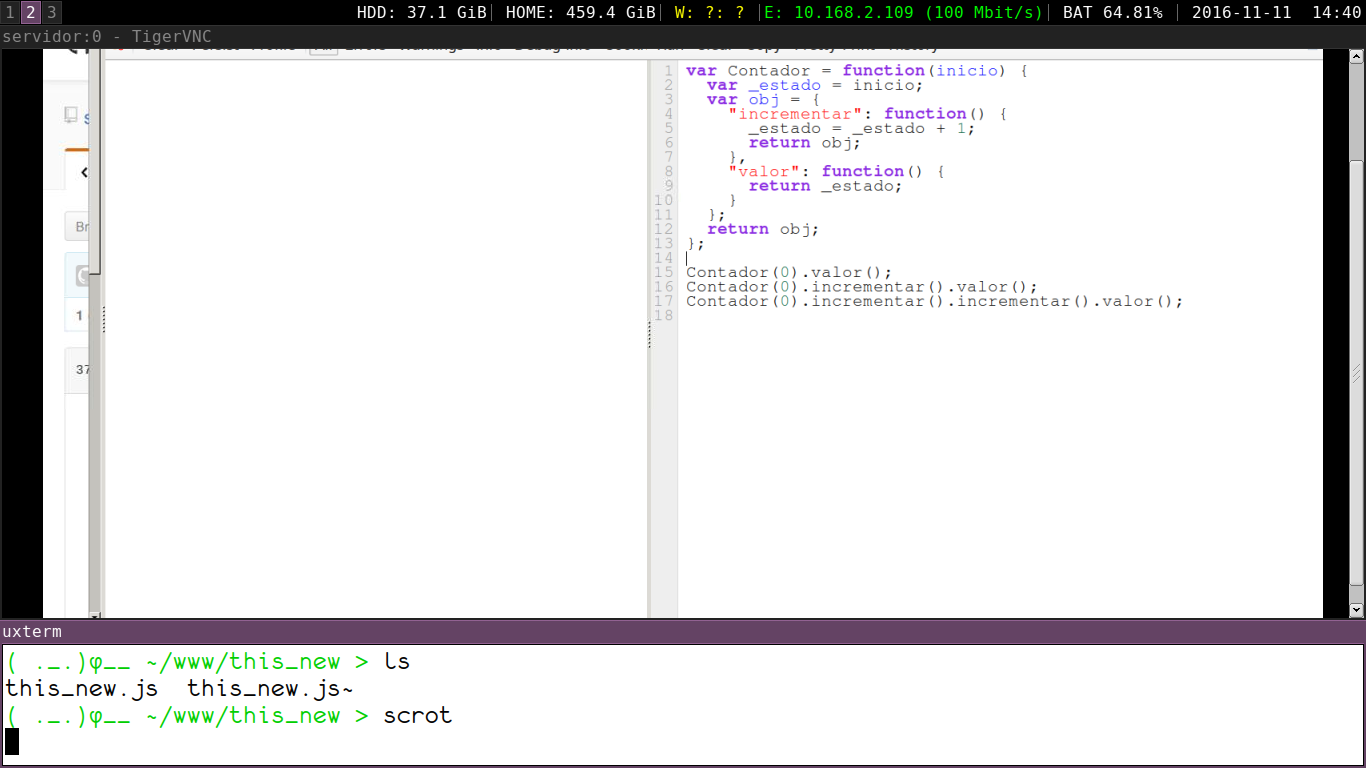 1 2 3 HDD: 37.1 GiB| HOME: 459.4 GiB| W: ?: ? |E: 10.168.2.109 (100 Mbit/s)| BAT 64.81% | 2016-11-11 14:40
servidor:0 - TigerVNC
1 var Contador = function(inicio) {
2 var _estado = inicio;
3 var obj = {
4 "incrementar": function() {
5 _estado = _estado + 1;
6 return obj;
7 },
8 "valor": function() {
9 return _estado;
10 }
11 };
12 return obj;
13 };
14
15 Contador(0).valor();
16 Contador(0).incrementar().valor();
17 Contador(0).incrementar().incrementar().valor();
18
Br
1
37
uxterm
( ._.)φ__ ~/www/this_new > ls
this_new.js this_new.js~
( ._.)φ__ ~/www/this_new > scrot